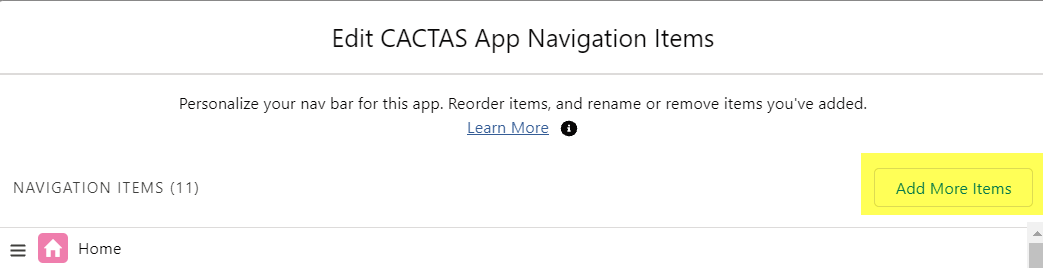 Edit CACTAS App Navigation Items
Personalize your nav bar for this app. Reorder items, and rename or remove items you've added.
Learn More
NAVIGATION ITEMS (11)
Add More Items
Home